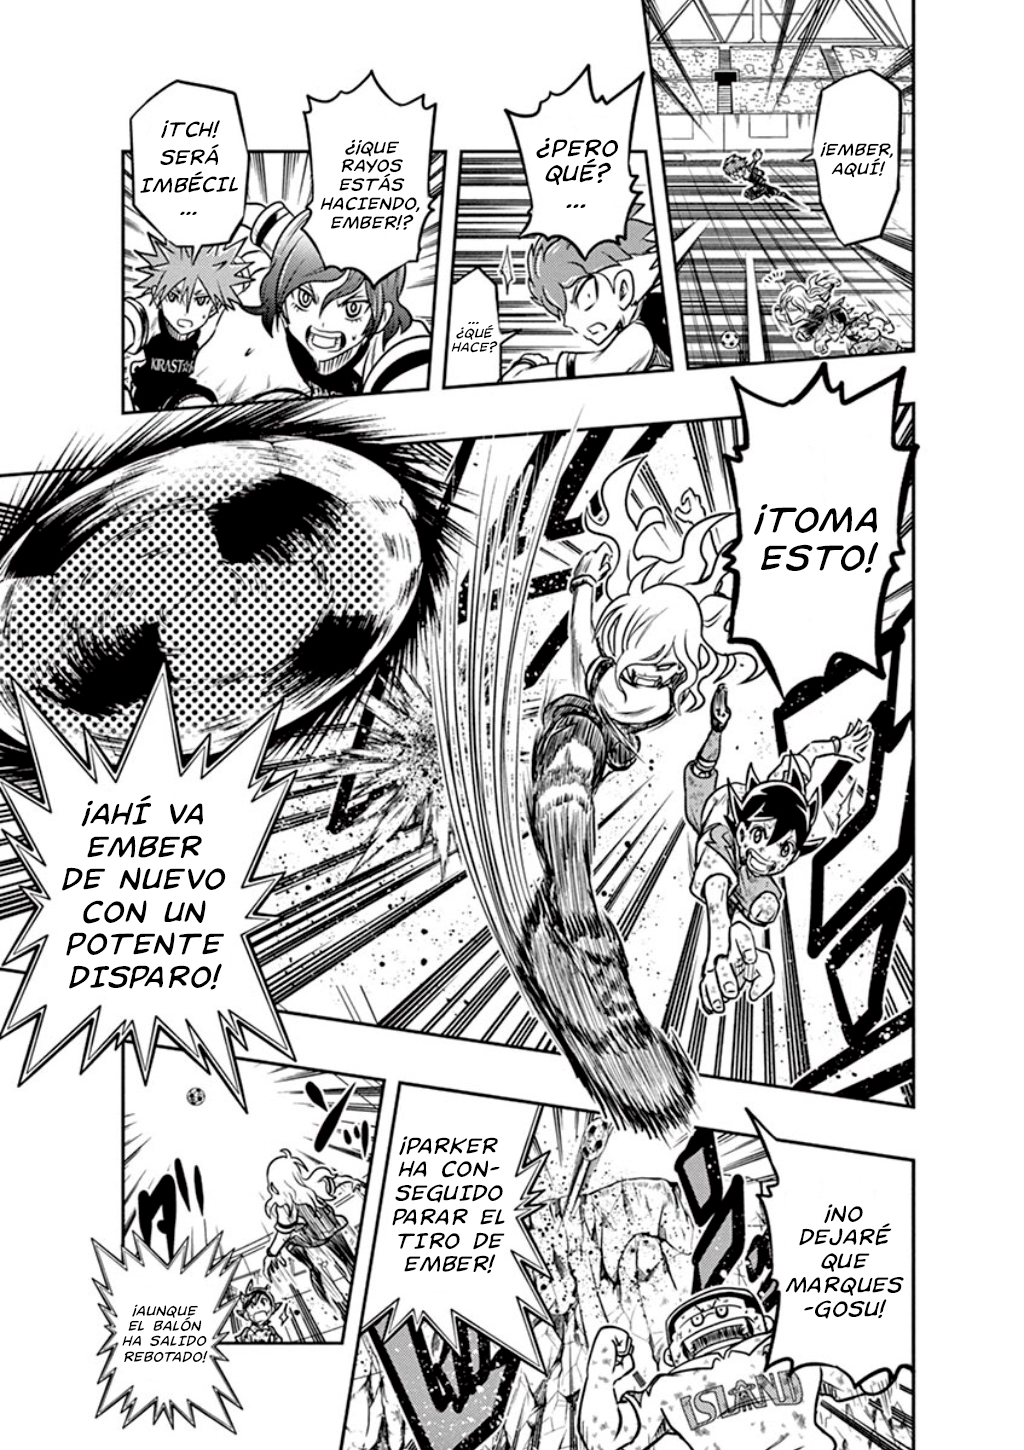 ¡EMBER,
AQUÍ!
¿PERO
QUÉ?
...
...
¿QUÉ
HACE?
¿¡QUE
RAYOS
ESTÁS
HACIENDO,
EMBER!?
¡TCH!
SERÁ
IMBÉCIL
...
KIRAST
¡TOMA
ESTO!
¡AHÍ VA
EMBER
DE NUEVO
CON UN
POTENTE
DISPARO!
¡NO
DEJARÉ
QUE
MARQUES
-GOSU!
ISLAND
¡PARKER
HA CON-
SEGUIDO
PARAR EL
TIRO DE
EMBER!
¡AUNQUE
EL BALÓN
HA SALIDO
REBOTADO!